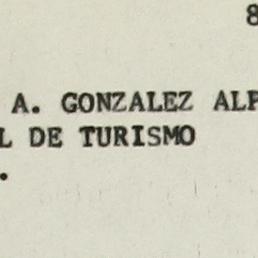 8
A. GONZALEZ ALP
L DE TURISMO
.